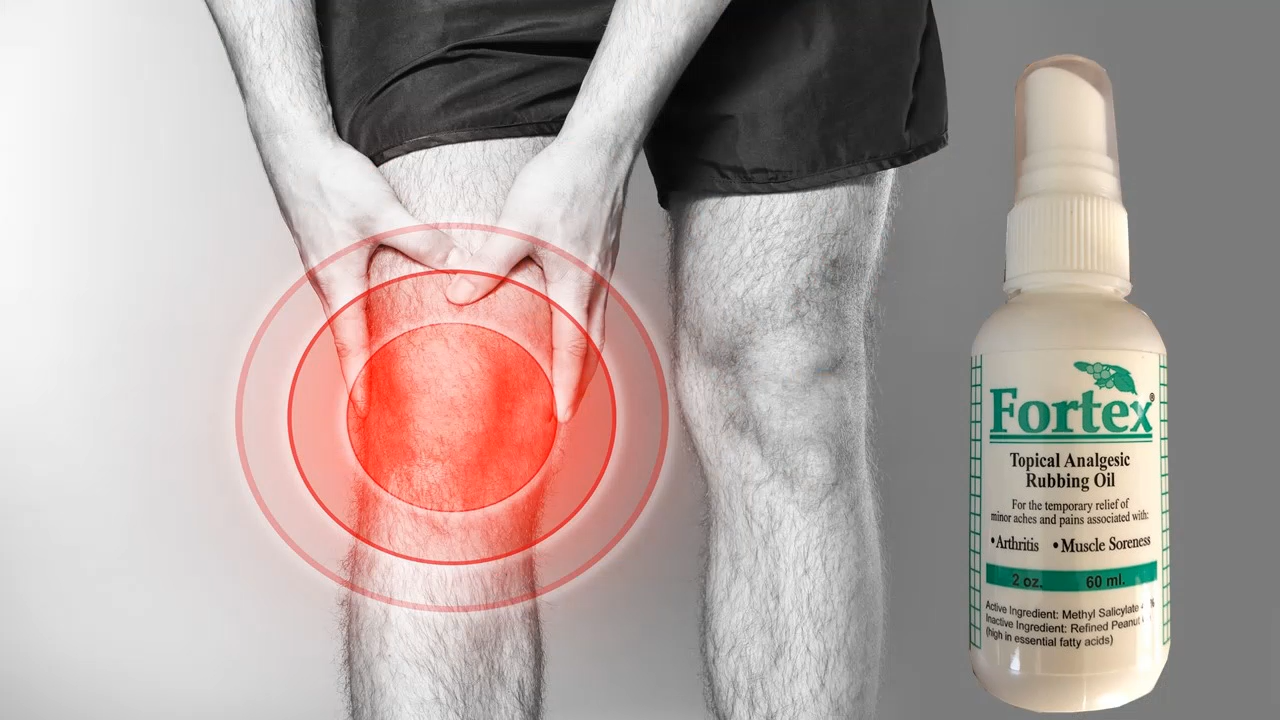 Fortex®
Topical Analgesic
Rubbing Oil
For the temporary relief of
minor aches and pains associated with:
•Arthritis •Muscle Soreness
2 oz. 60 ml.
Active Ingredient: Methyl Salicylate
Inactive Ingredient: Refined Peanut
(high in essential fatty acids)